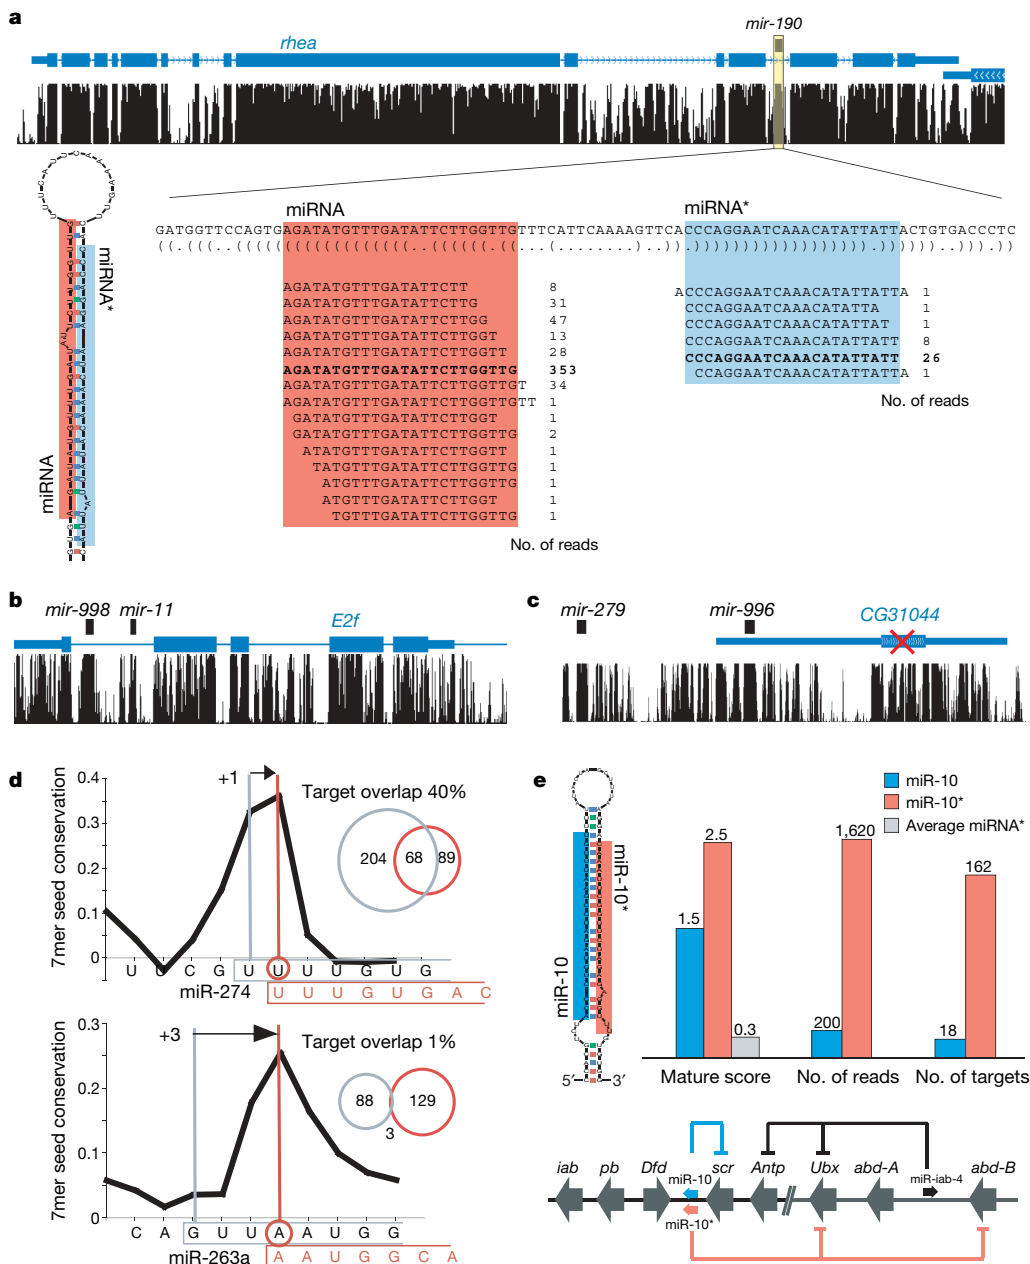 a
rhea
mir-190
miRNA
miRNA*
GATGGTTCCAGTGAGATATGTTTGATATTCTTGGTTGTTTCATTCAAAAGTTCACCCAGGAATCAAACATATTATTACTGTGACCCTC
AGATATGTTTGATATTCTT 8
AGATATGTTTGATATTCTTG 31
AGATATGTTTGATATTCTTGG 47
AGATATGTTTGATATTCTTGGT 13
AGATATGTTTGATATTCTTGGTT 28
AGATATGTTTGATATTCTTGGTTG 353
AGATATGTTTGATATTCTTGGTTGT 34
AGATATGTTTGATATTCTTGGTTGTT 1
GATATGTTTGATATTCTTGGT 1
GATATGTTTGATATTCTTGGTTG 2
ATATGTTTGATATTCTTGGTT 1
TATGTTTGATATTCTTGGTTG 1
ATGTTTGATATTCTTGGTTG 1
ATGTTTGATATTCTTGGT 1
TGTTTGATATTCTTGGTTG 1
No. of reads
ACCCAGGAATCAAACATATTATTA 1
CCCAGGAATCAAACATATTA 1
CCCAGGAATCAAACATATTAT 1
CCCAGGAATCAAACATATTATT 8
CCCAGGAATCAAACATATTATT 26
CCAGGAATCAAACATATTATTA 1
No. of reads
miRNA*
miRNA
b
mir-998
mir-11
E2f
c
mir-279
mir-996
CG31044
d
7mer seed conservation
0.4
0.3
0.2
0.1
0
+1
Target overlap 40%
204
68
89
U U C G U U U U G U G
miR-274
U U U G U G A C
7mer seed conservation
0.3
0.2
0.1
0
+3
Target overlap 1%
88
129
3
C A G U U A A U G G
miR-263a
A A U G G C A
e
miR-10
miR-10*
5′
3′
miR-10
miR-10*
Average miRNA*
1.5
2.5
0.3
200
1,620
18
162
Mature score
No. of reads
No. of targets
iab
pb
Dfd
miR-10
miR-10*
scr
Antp
Ubx
abd-A
miR-iab-4
abd-B